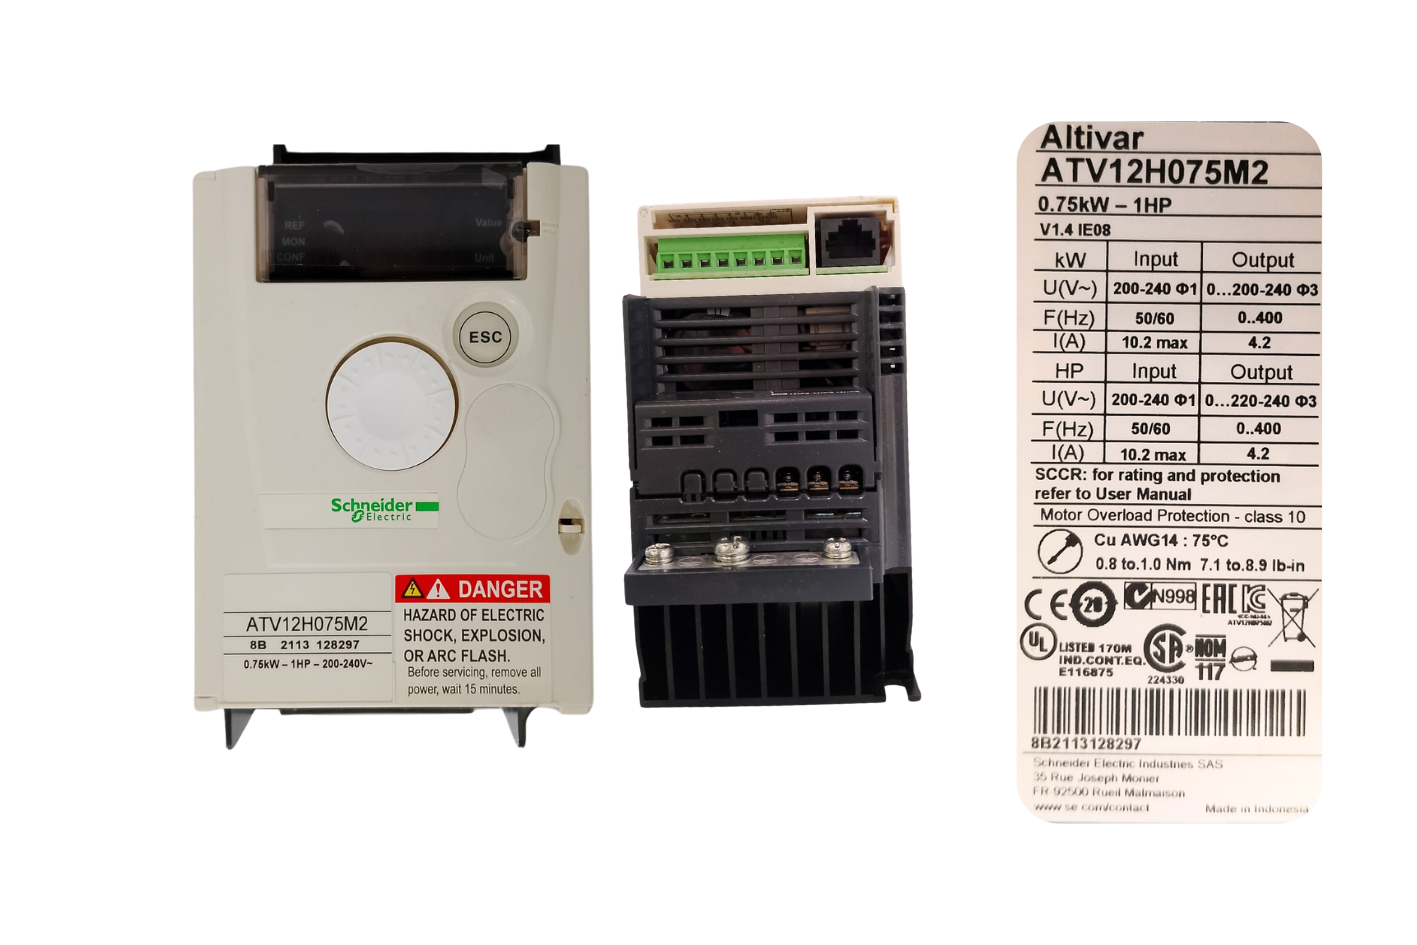 REF
MON
CONF
Value
Unit
ESC
Schneider
Electric
ATV12H075M2
8B 2113 128297
0.75kW – 1HP – 200-240V~
DANGER
HAZARD OF ELECTRIC
SHOCK, EXPLOSION,
OR ARC FLASH.
Before servicing, remove all
power, wait 15 minutes.
Altivar
ATV12H075M2
0.75kW – 1HP
V1.4 IE08
kW Input Output
U(V~) 200-240 Φ1 0...200-240 Φ3
F(Hz) 50/60 0..400
I(A) 10.2 max 4.2
HP Input Output
U(V~) 200-240 Φ1 0...220-240 Φ3
F(Hz) 50/60 0..400
I(A) 10.2 max 4.2
SCCR: for rating and protection
refer to User Manual
Motor Overload Protection - class 10
Cu AWG14 : 75°C
0.8 to.1.0 Nm 7.1 to.8.9 lb-in
CE 20 N998 EAC KC
ATV12H075M2
UL LISTED 170M
IND.CONT.EQ.
E116875
SA
224330
NOM
117
8B2113128297
Schneider Electric Industries SAS
35 Rue Joseph Monier
FR 92500 Rueil Malmaison
www.se com/contact Made in Indonesia